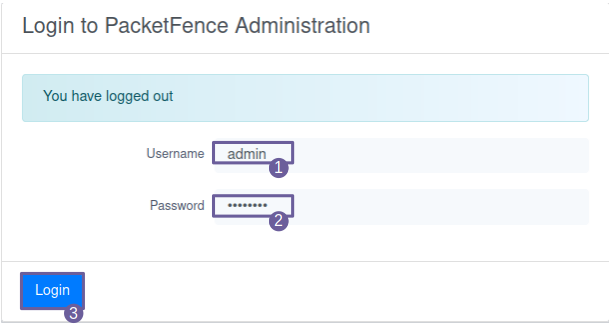 Login to PacketFence Administration
You have logged out
Username admin
1
Password ••••••••
2
Login
3